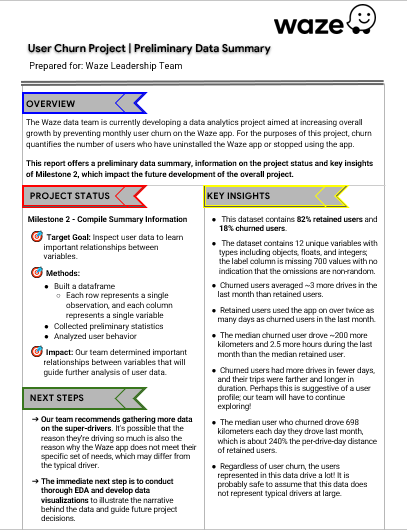 waze
User Churn Project | Preliminary Data Summary
Prepared for: Waze Leadership Team
OVERVIEW
The Waze data team is currently developing a data analytics project aimed at increasing overall
growth by preventing monthly user churn on the Waze app. For the purposes of this project, churn
quantifies the number of users who have uninstalled the Waze app or stopped using the app.
This report offers a preliminary data summary, information on the project status and key insights
of Milestone 2, which impact the future development of the overall project.
PROJECT STATUS
Milestone 2 - Compile Summary Information
Target Goal: Inspect user data to learn
important relationships between
variables.
Methods:
● Built a dataframe
○ Each row represents a single
observation, and each column
represents a single variable
● Collected preliminary statistics
● Analyzed user behavior
Impact: Our team determined important
relationships between variables that will
guide further analysis of user data.
NEXT STEPS
➔ Our team recommends gathering more data
on the super-drivers. It's possible that the
reason they're driving so much is also the
reason why the Waze app does not meet their
specific set of needs, which may differ from
the typical driver.
➔ The immediate next step is to conduct
thorough EDA and develop data
visualizations to illustrate the narrative
behind the data and guide future project
decisions.
KEY INSIGHTS
● This dataset contains 82% retained users and
18% churned users.
● The dataset contains 12 unique variables with
types including objects, floats, and integers;
the label column is missing 700 values with no
indication that the omissions are non-random.
● Churned users averaged ~3 more drives in the
last month than retained users.
● Retained users used the app on over twice as
many days as churned users in the last month.
● The median churned user drove ~200 more
kilometers and 2.5 more hours during the last
month than the median retained user.
● Churned users had more drives in fewer days,
and their trips were farther and longer in
duration. Perhaps this is suggestive of a user
profile; our team will have to continue
exploring!
● The median user who churned drove 698
kilometers each day they drove last month,
which is about 240% the per-drive-day distance
of retained users.
● Regardless of user churn, the users
represented in this data drive a lot! It is
probably safe to assume that this data does
not represent typical drivers at large.